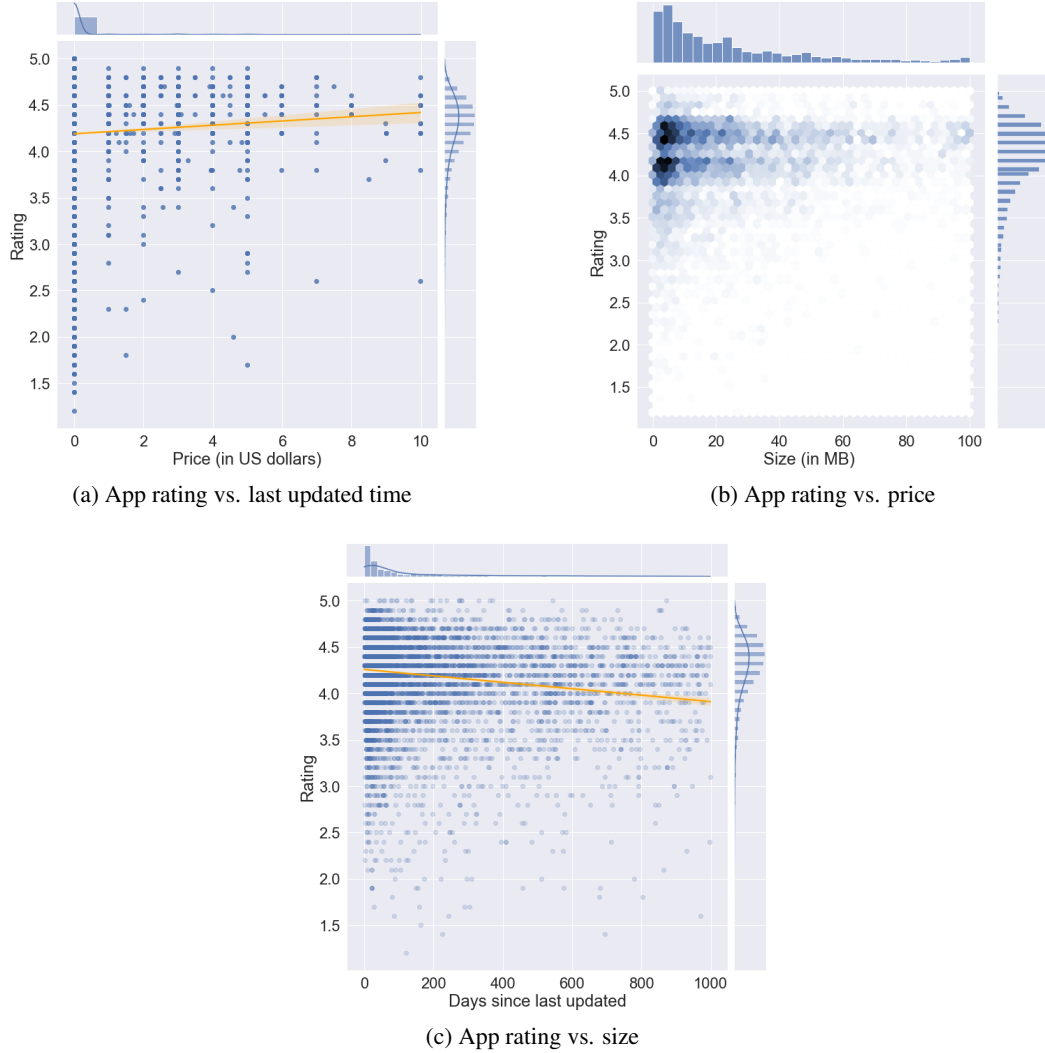 5.0
4.5
4.0
3.5
3.0
2.5
2.0
1.5
Rating
0 2 4 6 8 10
Price (in US dollars)
(a) App rating vs. last updated time
5.0
4.5
4.0
3.5
3.0
2.5
2.0
1.5
Rating
0 20 40 60 80 100
Size (in MB)
(b) App rating vs. price
5.0
4.5
4.0
3.5
3.0
2.5
2.0
1.5
Rating
0 200 400 600 800 1000
Days since last updated
(c) App rating vs. size